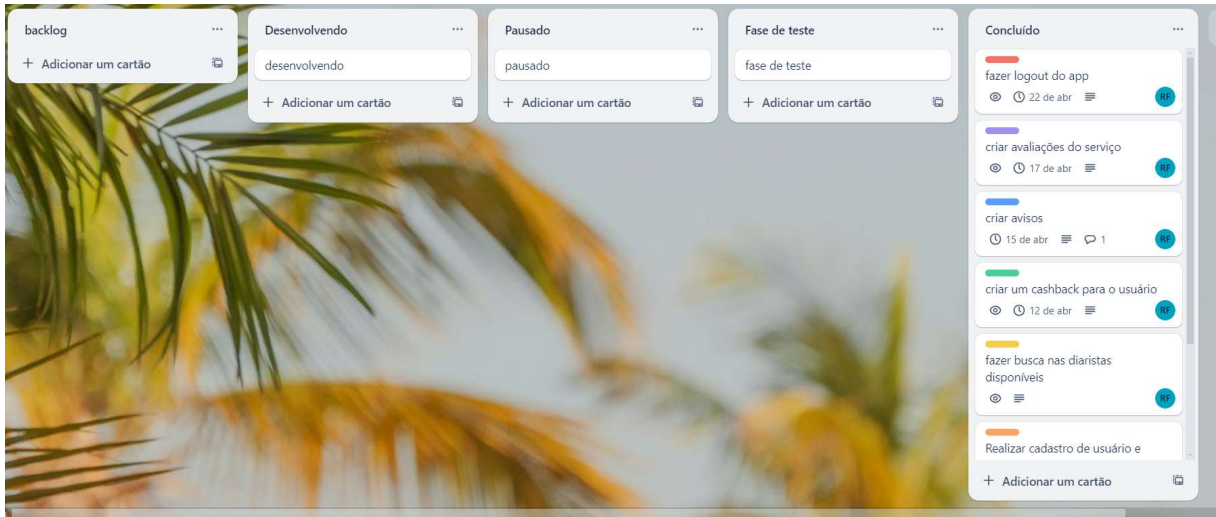 backlog
+ Adicionar um cartão
Desenvolvendo
desenvolvendo
+ Adicionar um cartão
Pausado
pausado
+ Adicionar um cartão
Fase de teste
fase de teste
+ Adicionar um cartão
Concluído
fazer logout do app
22 de abr
RF
criar avaliações do serviço
17 de abr
RF
criar avisos
15 de abr 1
RF
criar um cashback para o usuário
12 de abr
RF
fazer busca nas diaristas
disponíveis
RF
Realizar cadastro de usuário e
+ Adicionar um cartão